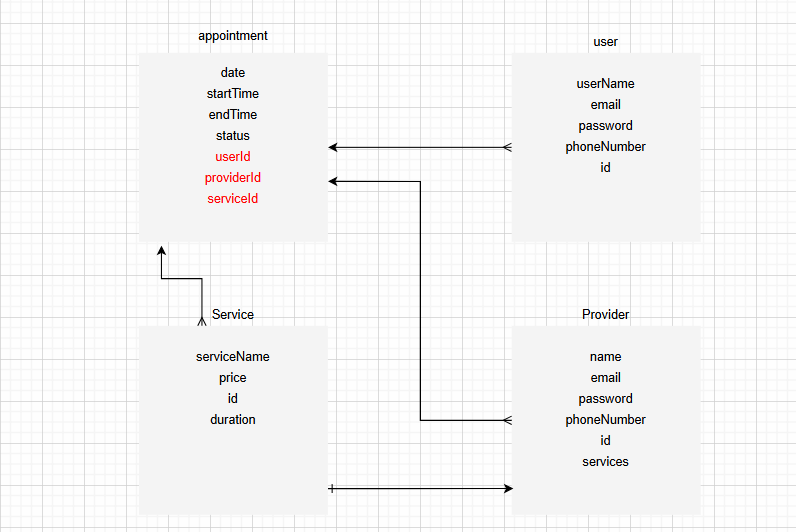 appointment
date
startTime
endTime
status
userId
providerId
serviceId
user
userName
email
password
phoneNumber
id
Service
serviceName
price
id
duration
Provider
name
email
password
phoneNumber
id
services